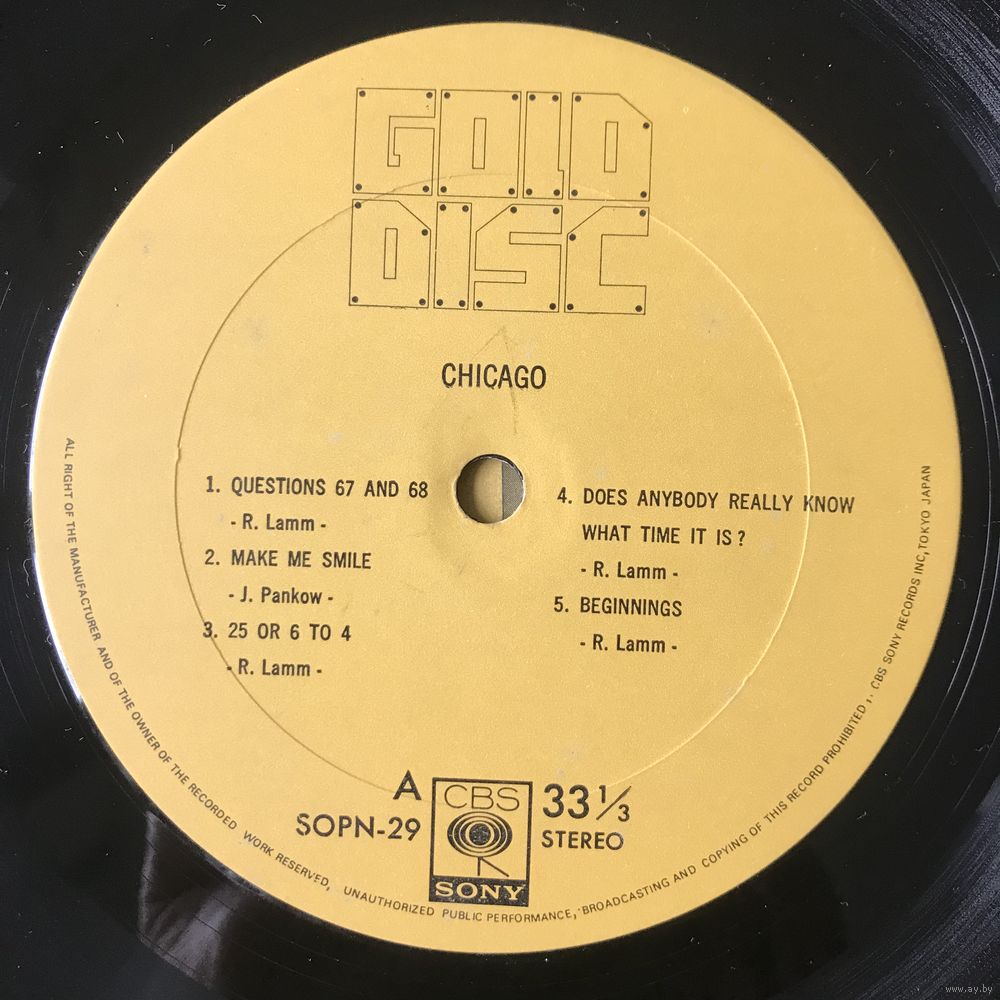 GOLD
DISC
CHICAGO
1. QUESTIONS 67 AND 68
- R. Lamm -
2. MAKE ME SMILE
- J. Pankow -
3. 25 OR 6 TO 4
- R. Lamm -
4. DOES ANYBODY REALLY KNOW
WHAT TIME IT IS?
- R. Lamm -
5. BEGINNINGS
- R. Lamm -
A
SOPN-29
CBS
SONY
33 1/3
STEREO
ALL RIGHT OF THE MANUFACTURER AND OF THE OWNER OF THE RECORDED WORK RESERVED, UNAUTHORIZED PUBLIC PERFORMANCE, BROADCASTING AND COPYING OF THIS RECORD PROHIBITED; CBS SONY RECORDS INC, TOKYO JAPAN
www.ay.by